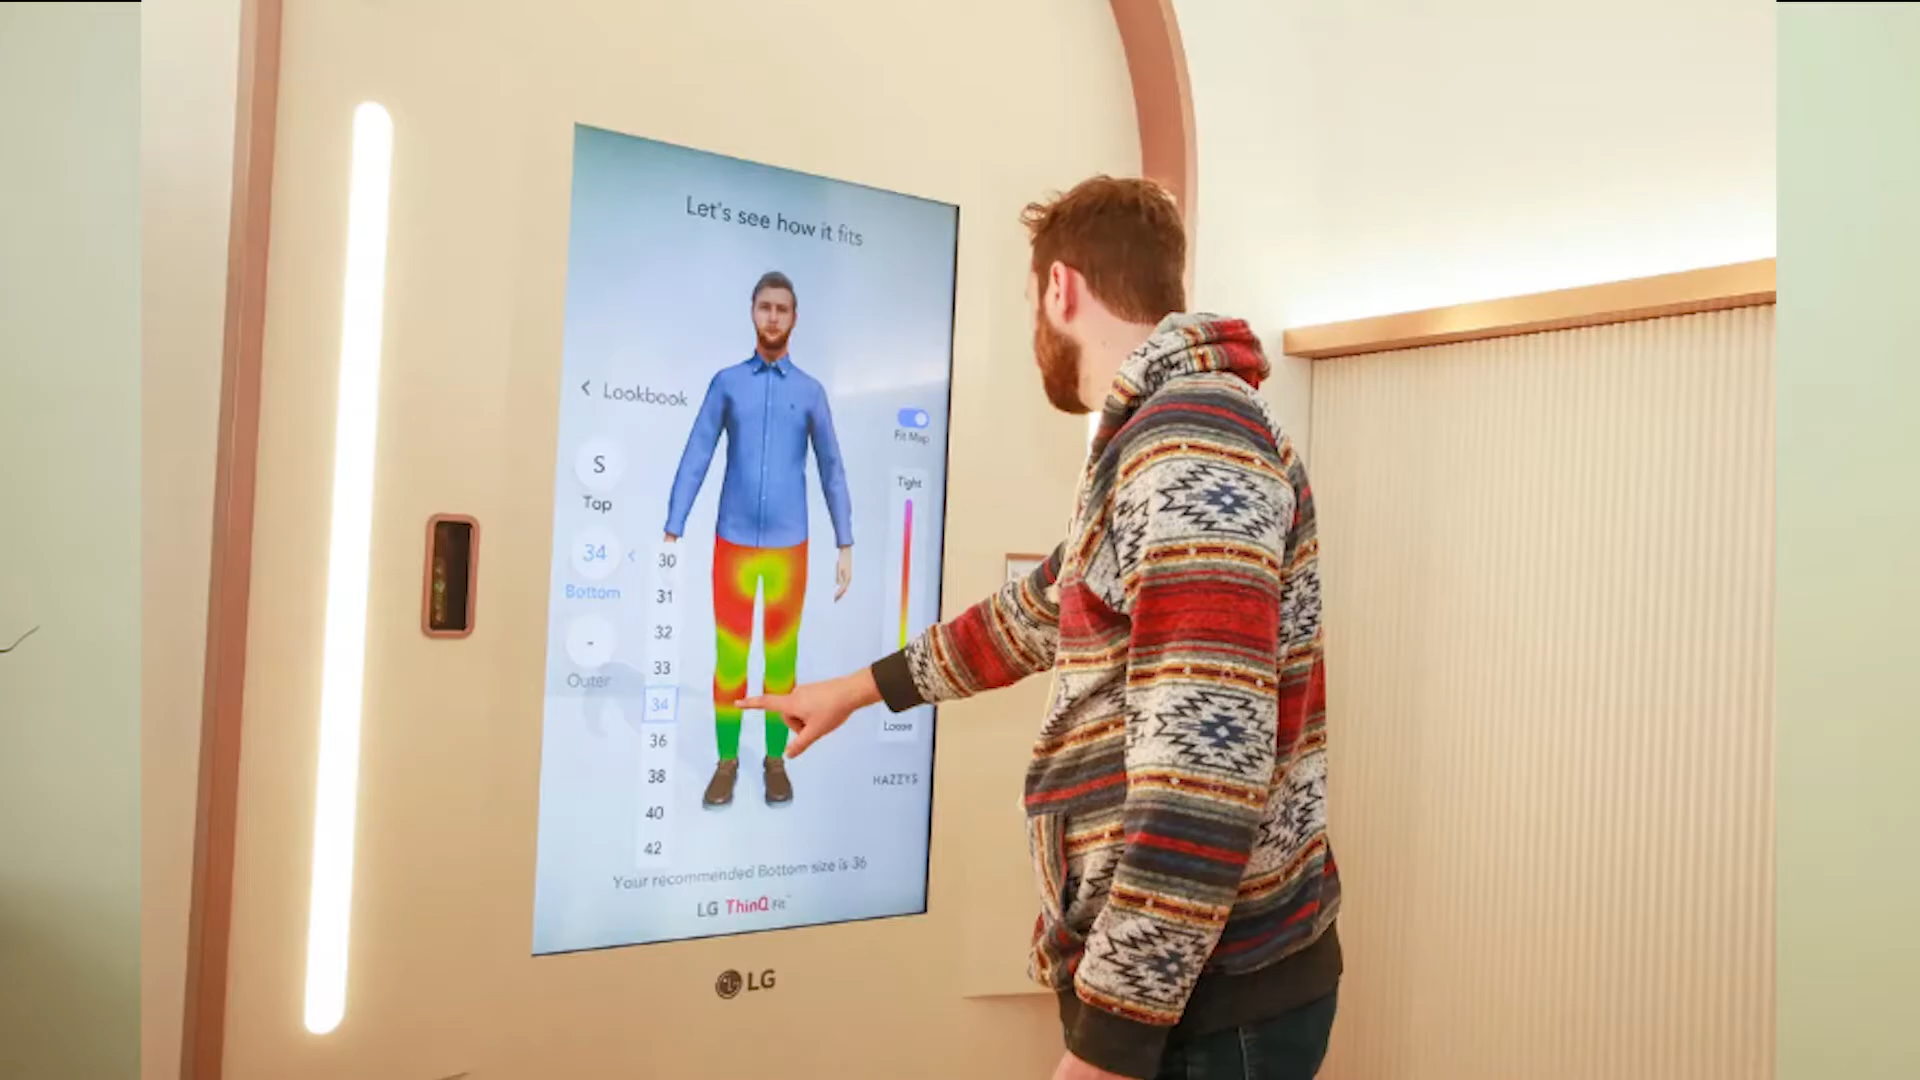 Let's see how it fits
< Lookbook
Fit Map
S
Top
Tight
34 <
Bottom
-
Outer
30
31
32
33
34
36
38
40
42
Loose
HAZZYS
Your recommended Bottom size is 36
LG ThinQ Fit™
LG